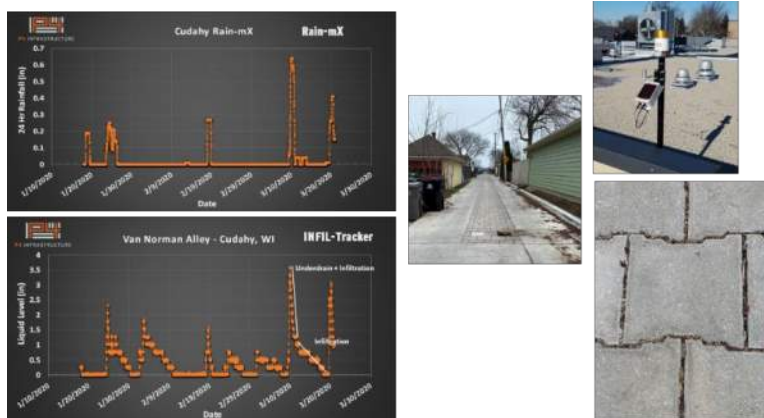 Cudahy Rain-mX
Rain-mX
P4 INFRASTRUCTURE
24 Hr Rainfall (in)
0.7
0.6
0.5
0.4
0.3
0.2
0.1
0
1/10/2020
1/20/2020
1/30/2020
2/9/2020
2/19/2020
2/29/2020
3/10/2020
3/20/2020
3/30/2020
Date
Van Norman Alley - Cudahy, WI
INFIL-Tracker
P4 INFRASTRUCTURE
Liquid Level (in)
4
3.5
3
2.5
2
1.5
1
0.5
0
Underdrain + Infiltration
Infiltration
1/10/2020
1/20/2020
1/30/2020
2/9/2020
2/19/2020
2/29/2020
3/10/2020
3/20/2020
3/30/2020
Date